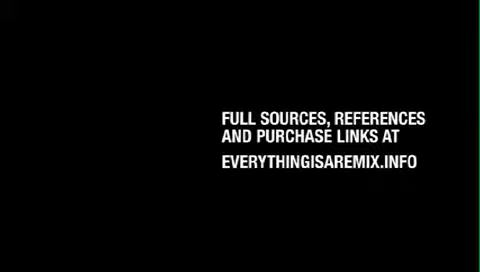 FULL SOURCES, REFERENCES
AND PURCHASE LINKS AT
EVERYTHINGISAREMIX.INFO